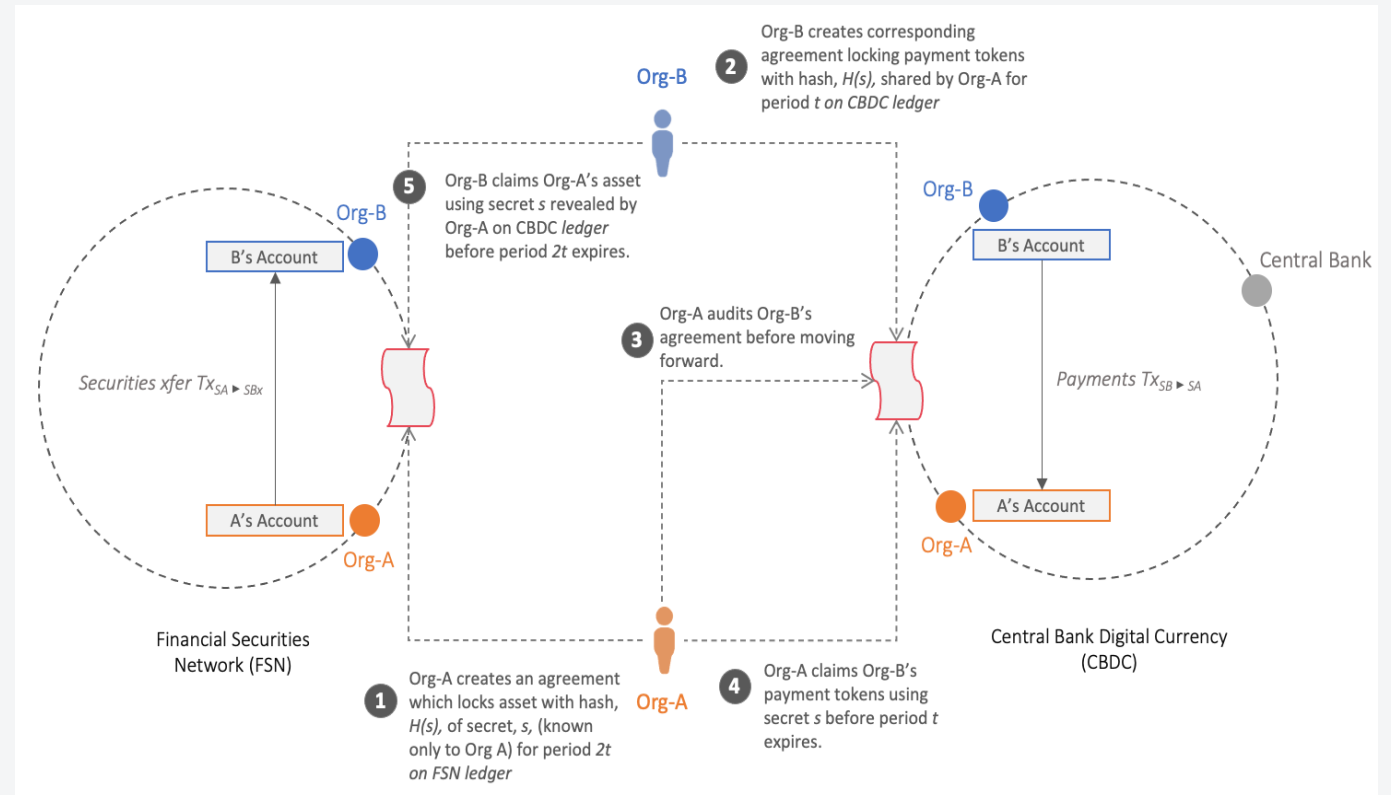 Org-B
2
Org-B creates corresponding
agreement locking payment tokens
with hash, H(s), shared by Org-A for
period t on CBDC ledger
5
Org-B claims Org-A's asset
using secret s revealed by
Org-A on CBDC ledger
before period 2t expires.
Org-B
B's Account
Securities xfer TxSA ▸ SBx
A's Account
Org-A
Financial Securities
Network (FSN)
3
Org-A audits Org-B's
agreement before moving
forward.
Org-B
B's Account
Central Bank
Payments TxSB ▸ SA
A's Account
Org-A
Central Bank Digital Currency
(CBDC)
1
Org-A creates an agreement
which locks asset with hash,
H(s), of secret, s, (known
only to Org A) for period 2t
on FSN ledger
Org-A
4
Org-A claims Org-B's
payment tokens using
secret s before period t
expires.